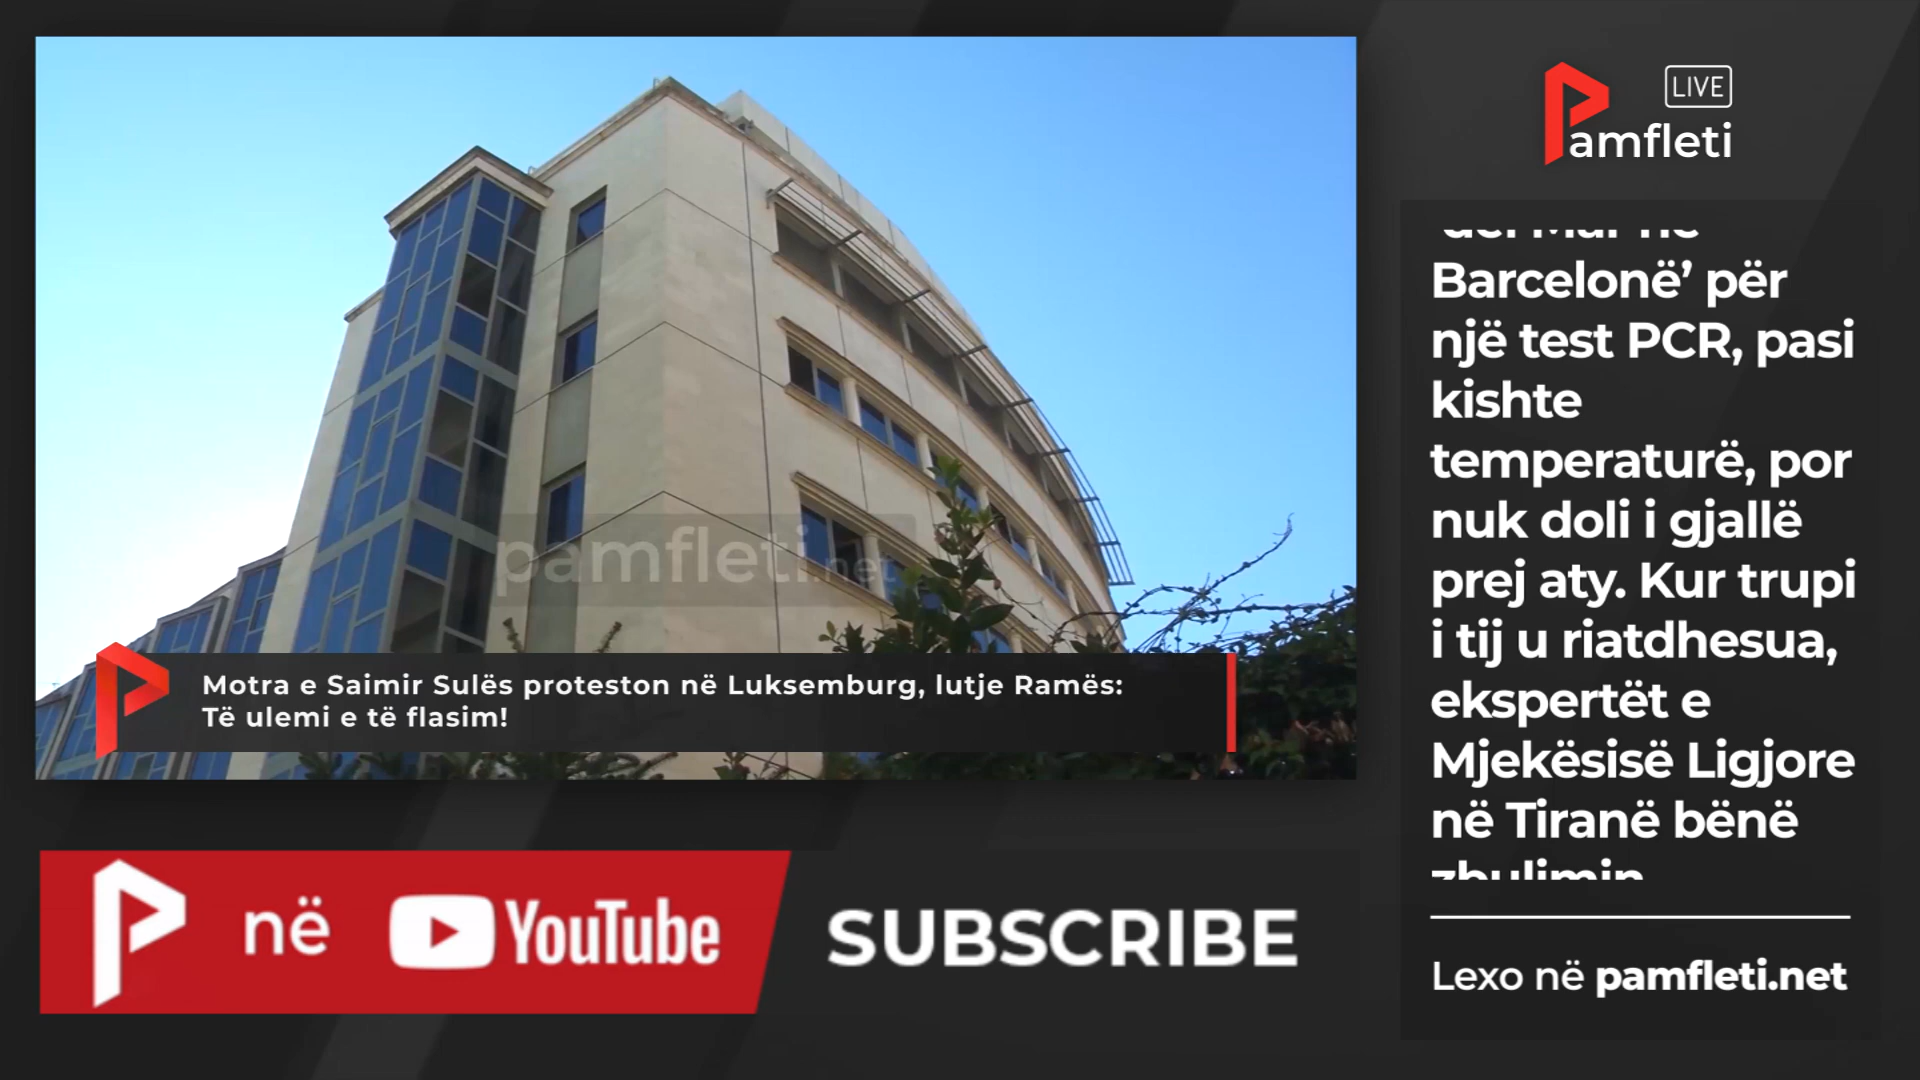 pamfleti.net
Motra e Saimir Sulës proteston në Luksemburg, lutje Ramës:
Të ulemi e të flasim!
në YouTube
SUBSCRIBE
LIVE
Pamfleti
Barcelonë’ për
një test PCR, pasi
kishte
temperaturë, por
nuk doli i gjallë
prej aty. Kur trupi
i tij u riatdhesua,
ekspertët e
Mjekësisë Ligjore
në Tiranë bënë
Lexo në pamfleti.net